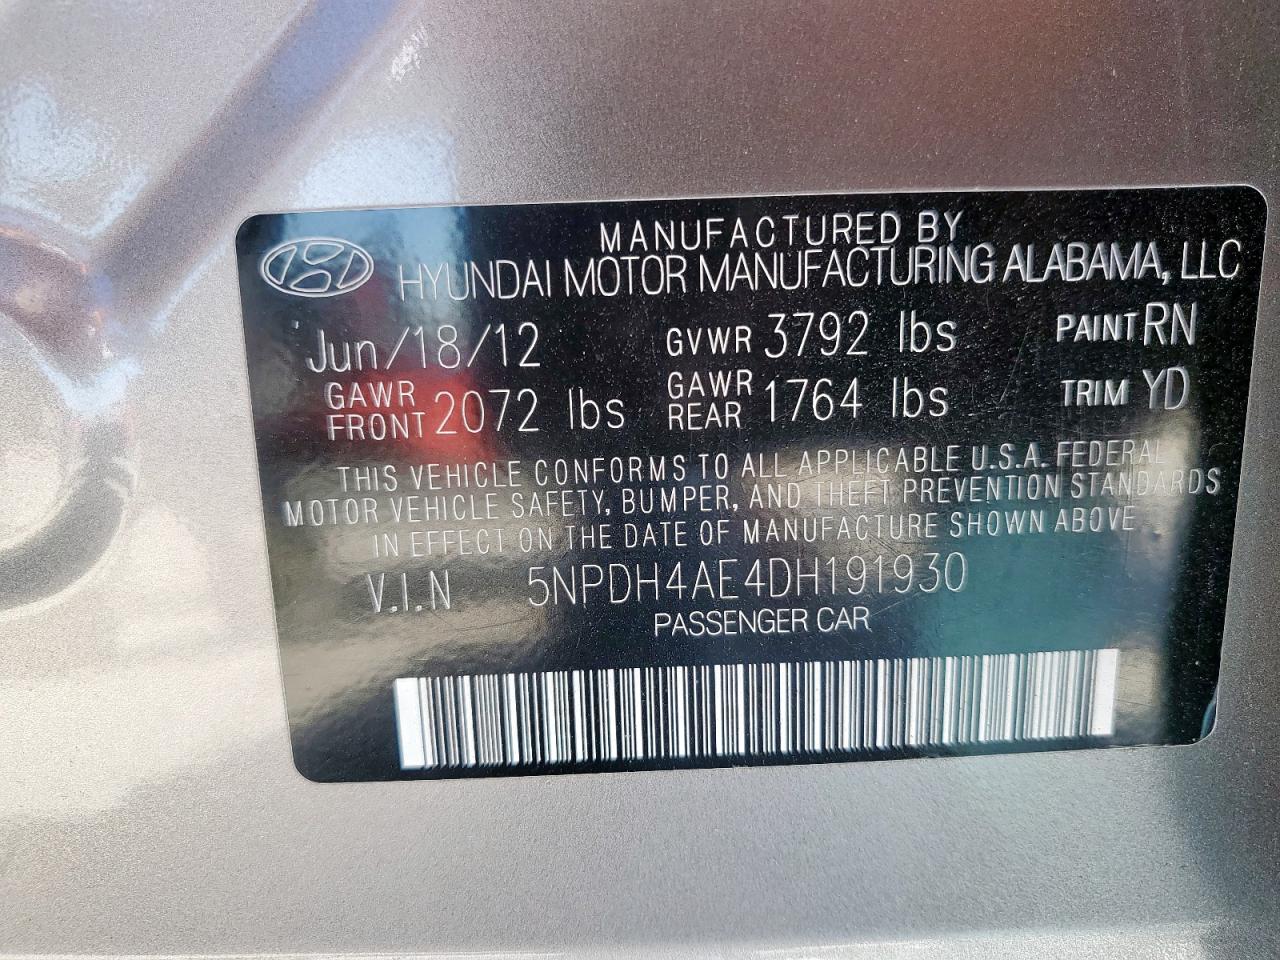 MANUFACTURED BY
HYUNDAI MOTOR MANUFACTURING ALABAMA, LLC
Jun/18/12 GVWR 3792 lbs PAINT RN
GAWR FRONT 2072 lbs GAWR REAR 1764 lbs TRIM YD
THIS VEHICLE CONFORMS TO ALL APPLICABLE U.S.A. FEDERAL
MOTOR VEHICLE SAFETY, BUMPER, AND THEFT PREVENTION STANDARDS
IN EFFECT ON THE DATE OF MANUFACTURE SHOWN ABOVE
V.I.N 5NPDH4AE4DH191930
PASSENGER CAR